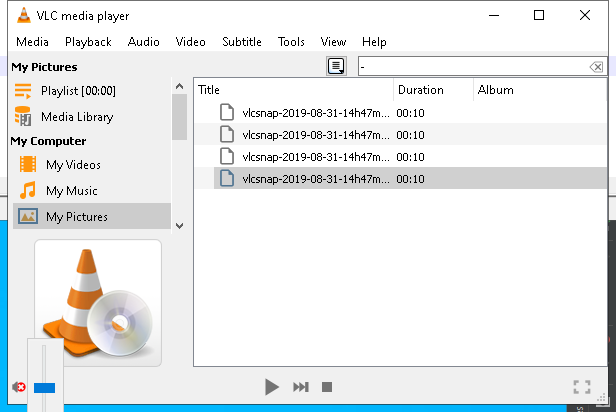 VLC media player
Media Playback Audio Video Subtitle Tools View Help
My Pictures
-
Playlist [00:00]
Media Library
My Computer
My Videos
My Music
My Pictures
Title Duration Album
vlcsnap-2019-08-31-14h47m... 00:10
vlcsnap-2019-08-31-14h47m... 00:10
vlcsnap-2019-08-31-14h47m... 00:10
vlcsnap-2019-08-31-14h47m... 00:10